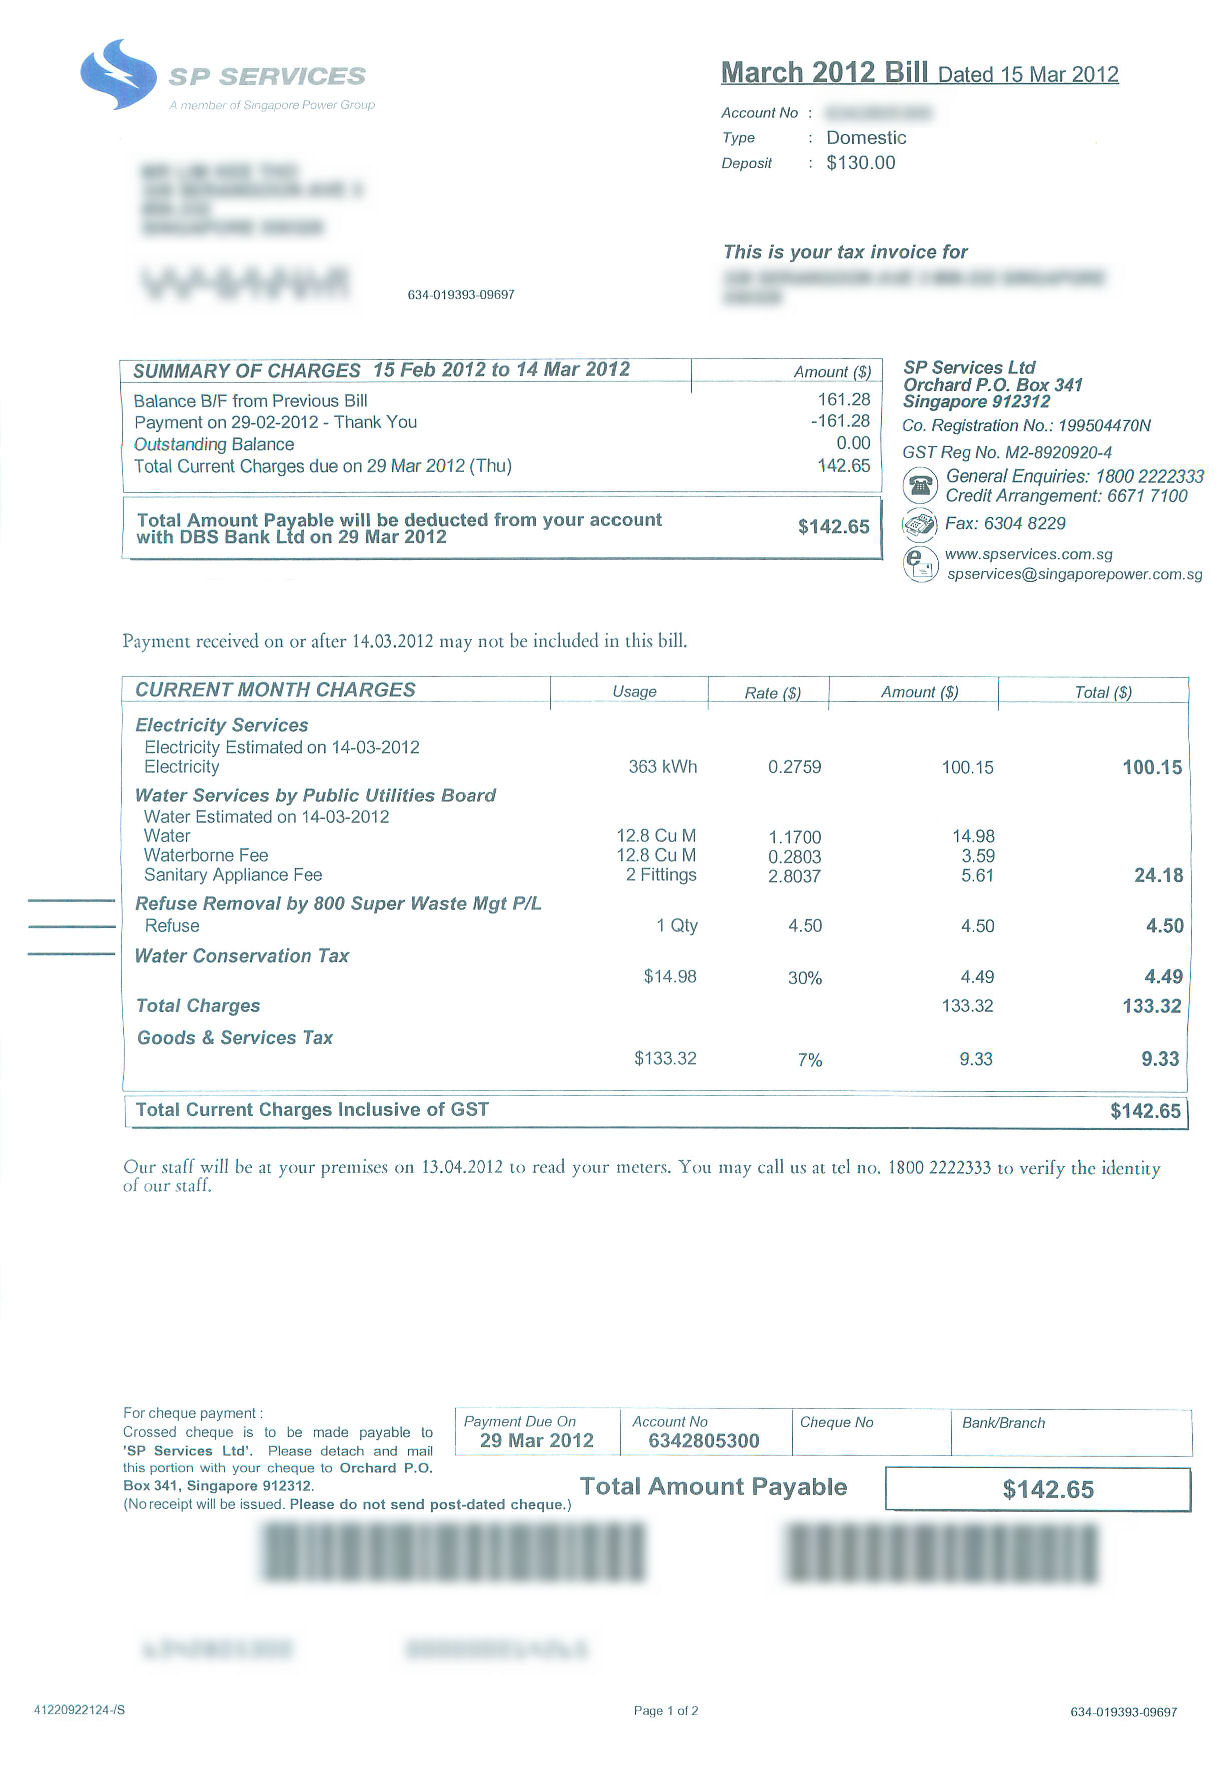 SP SERVICES
A member of Singapore Power Group
March 2012 Bill Dated 15 Mar 2012
Account No :
Type : Domestic
Deposit : $130.00
This is your tax invoice for
634-019393-09697
SUMMARY OF CHARGES 15 Feb 2012 to 14 Mar 2012 Amount ($)
Balance B/F from Previous Bill 161.28
Payment on 29-02-2012 - Thank You -161.28
Outstanding Balance 0.00
Total Current Charges due on 29 Mar 2012 (Thu) 142.65
Total Amount Payable will be deducted from your account
with DBS Bank Ltd on 29 Mar 2012 $142.65
SP Services Ltd
Orchard P.O. Box 341
Singapore 912312
Co. Registration No.: 199504470N
GST Reg No. M2-8920920-4
General Enquiries: 1800 2222333
Credit Arrangement: 6671 7100
Fax: 6304 8229
www.spservices.com.sg
spservices@singaporepower.com.sg
Payment received on or after 14.03.2012 may not be included in this bill.
CURRENT MONTH CHARGES Usage Rate ($) Amount ($) Total ($)
Electricity Services
Electricity Estimated on 14-03-2012
Electricity 363 kWh 0.2759 100.15 100.15
Water Services by Public Utilities Board
Water Estimated on 14-03-2012
Water 12.8 Cu M 1.1700 14.98
Waterborne Fee 12.8 Cu M 0.2803 3.59
Sanitary Appliance Fee 2 Fittings 2.8037 5.61 24.18
Refuse Removal by 800 Super Waste Mgt P/L
Refuse 1 Qty 4.50 4.50 4.50
Water Conservation Tax
$14.98 30% 4.49 4.49
Total Charges 133.32 133.32
Goods & Services Tax
$133.32 7% 9.33 9.33
Total Current Charges Inclusive of GST $142.65
Our staff will be at your premises on 13.04.2012 to read your meters. You may call us at tel no. 1800 2222333 to verify the identity
of our staff.
For cheque payment :
Crossed cheque is to be made payable to
'SP Services Ltd'. Please detach and mail
this portion with your cheque to Orchard P.O.
Box 341, Singapore 912312.
(No receipt will be issued. Please do not send post-dated cheque.)
Payment Due On Account No Cheque No Bank/Branch
29 Mar 2012 6342805300
Total Amount Payable $142.65
41220922124-/S Page 1 of 2 634-019393-09697